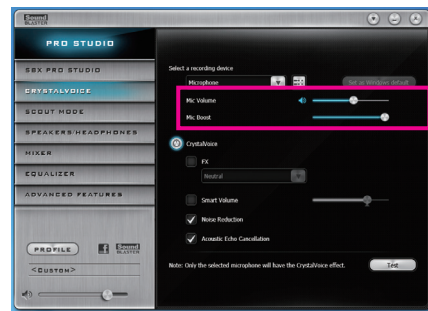 Sound
BLASTER
PRO STUDIO
SBX PRO STUDIO
CRYSTALVOICE
SCOUT MODE
SPEAKERS/HEADPHONES
MIXER
EQUALIZER
ADVANCED FEATURES
PROFILE
Sound
BLASTER
<CUSTOM>
Select a recording device
Microphone
Set as Windows default
Mic Volume
Mic Boost
CrystalVoice
FX
Neutral
Smart Volume
Noise Reduction
Acoustic Echo Cancellation
Note: Only the selected microphone will have the CrystalVoice effect.
Test